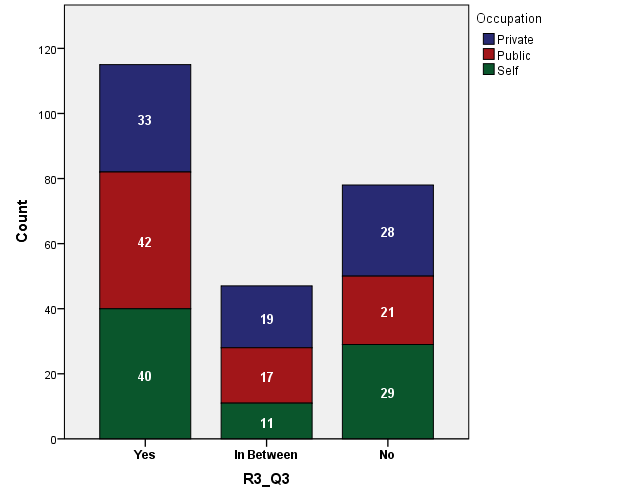 Occupation
Private
Public
Self
Count
120
100
80
60
40
20
0
33
42
40
19
17
11
28
21
29
Yes
In Between
No
R3_Q3